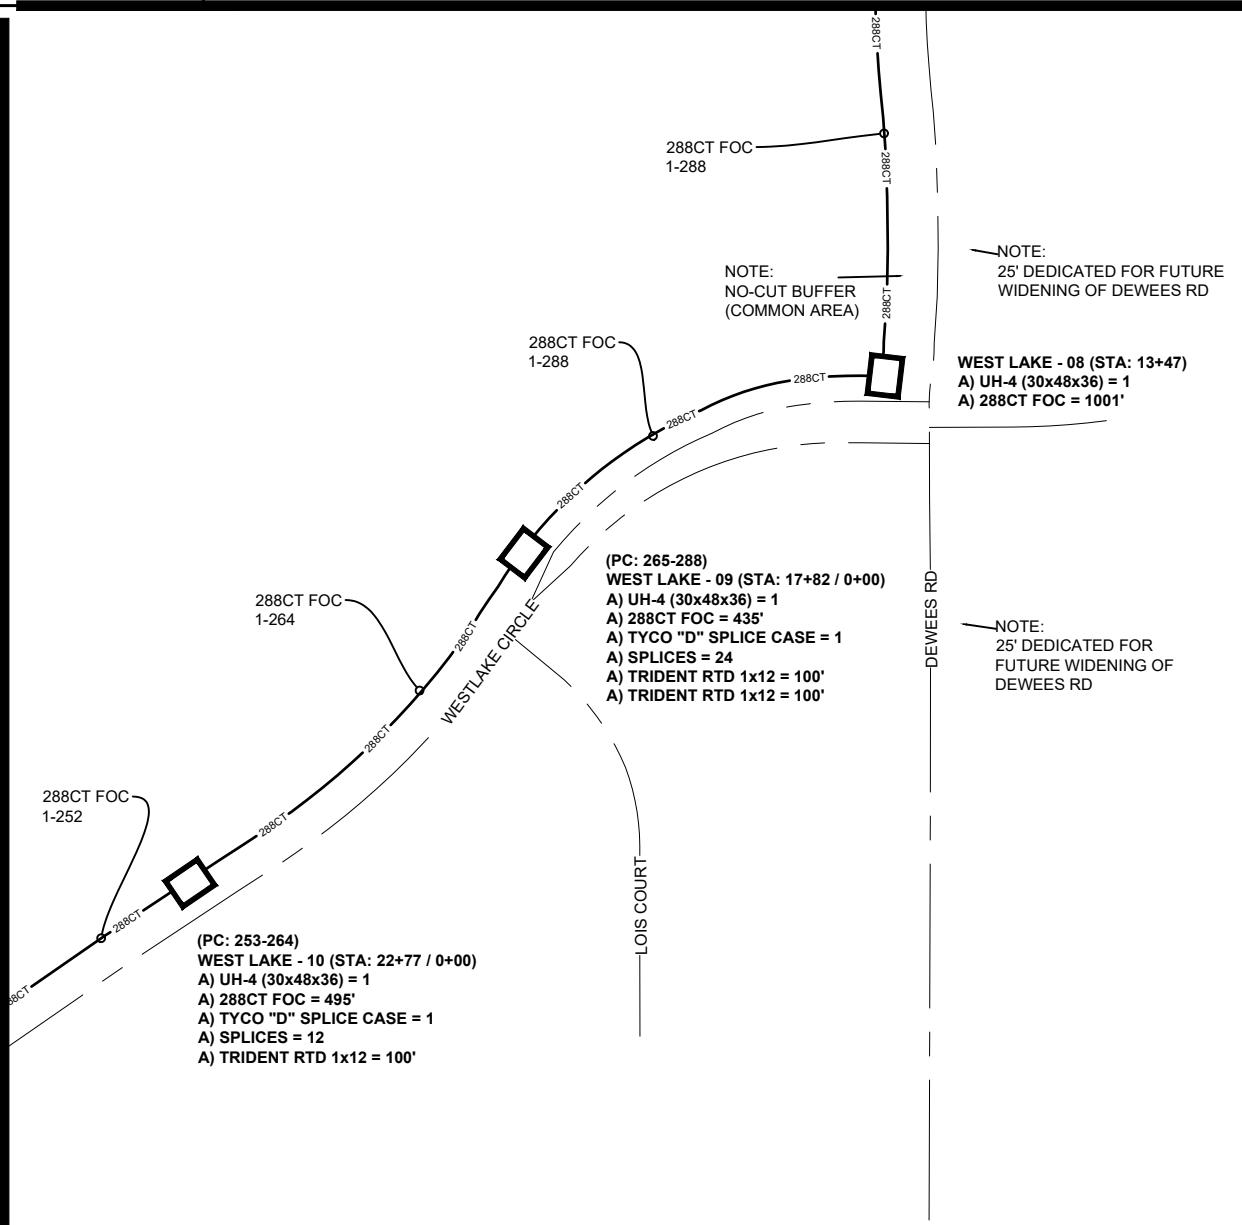 288CT
288CT FOC
1-288
288CT
NOTE:
25' DEDICATED FOR FUTURE
WIDENING OF DEWEES RD
NOTE:
NO-CUT BUFFER
(COMMON AREA)
288CT
288CT FOC
1-288
WEST LAKE - 08 (STA: 13+47)
A) UH-4 (30x48x36) = 1
A) 288CT FOC = 1001'
288CT
288CT
288CT
(PC: 265-288)
WEST LAKE - 09 (STA: 17+82 / 0+00)
A) UH-4 (30x48x36) = 1
A) 288CT FOC = 435'
A) TYCO "D" SPLICE CASE = 1
A) SPLICES = 24
A) TRIDENT RTD 1x12 = 100'
A) TRIDENT RTD 1x12 = 100'
DEWEES RD
NOTE:
25' DEDICATED FOR
FUTURE WIDENING OF
DEWEES RD
288CT FOC
1-264
288CT
WESTLAKE CIRCLE
288CT
288CT FOC
1-252
288CT
LOIS COURT
288CT
(PC: 253-264)
WEST LAKE - 10 (STA: 22+77 / 0+00)
A) UH-4 (30x48x36) = 1
A) 288CT FOC = 495'
A) TYCO "D" SPLICE CASE = 1
A) SPLICES = 12
A) TRIDENT RTD 1x12 = 100'